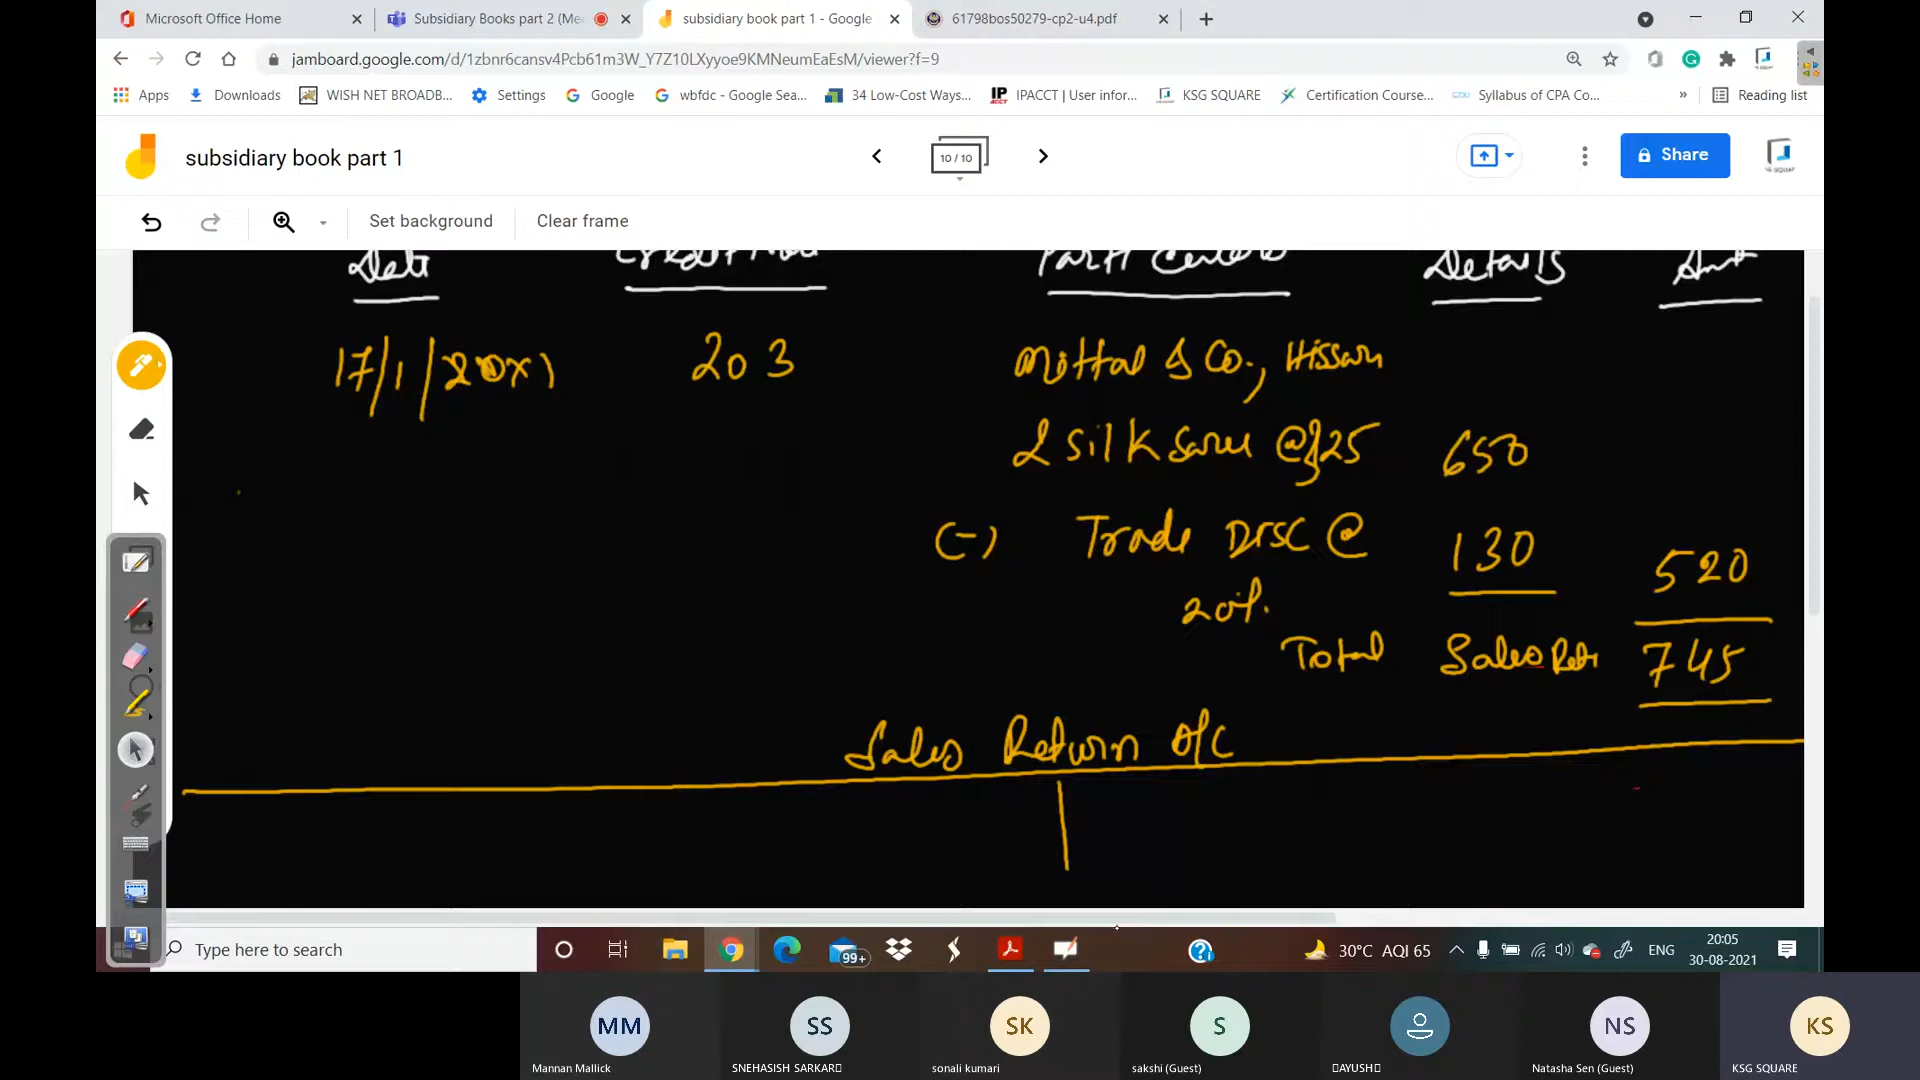 Microsoft Office Home
Subsidiary Books part 2 (Me
subsidiary book part 1 - Google
61798bos50279-cp2-u4.pdf
jamboard.google.com/d/1zbnr6cansv4Pcb61m3W_Y7Z10LXyyoe9KMNeumEaEsM/viewer?f=9
Apps
Downloads
WISH NET BROADB...
Settings
Google
wbfdc - Google Sea...
34 Low-Cost Ways...
IPACCT | User infor...
KSG SQUARE
Certification Course...
Syllabus of CPA Co...
»
Reading list
subsidiary book part 1
10 / 10
Share
Set background
Clear frame
Date Particulars Details Amt
17/1/20x1 203 Mittal & Co., Hissar
2 silk Saree @325 650
(-) Trade Disc @ 130 520
20%.
Total Sales Ret 745
Sales Return A/C
Type here to search
99+
30°C AQI 65
ENG
20:05
30-08-2021
MM
SS
SK
S
NS
KS
Mannan Mallick
SNEHASISH SARKAR
sonali kumari
sakshi (Guest)
AYUSH
Natasha Sen (Guest)
KSG SQUARE